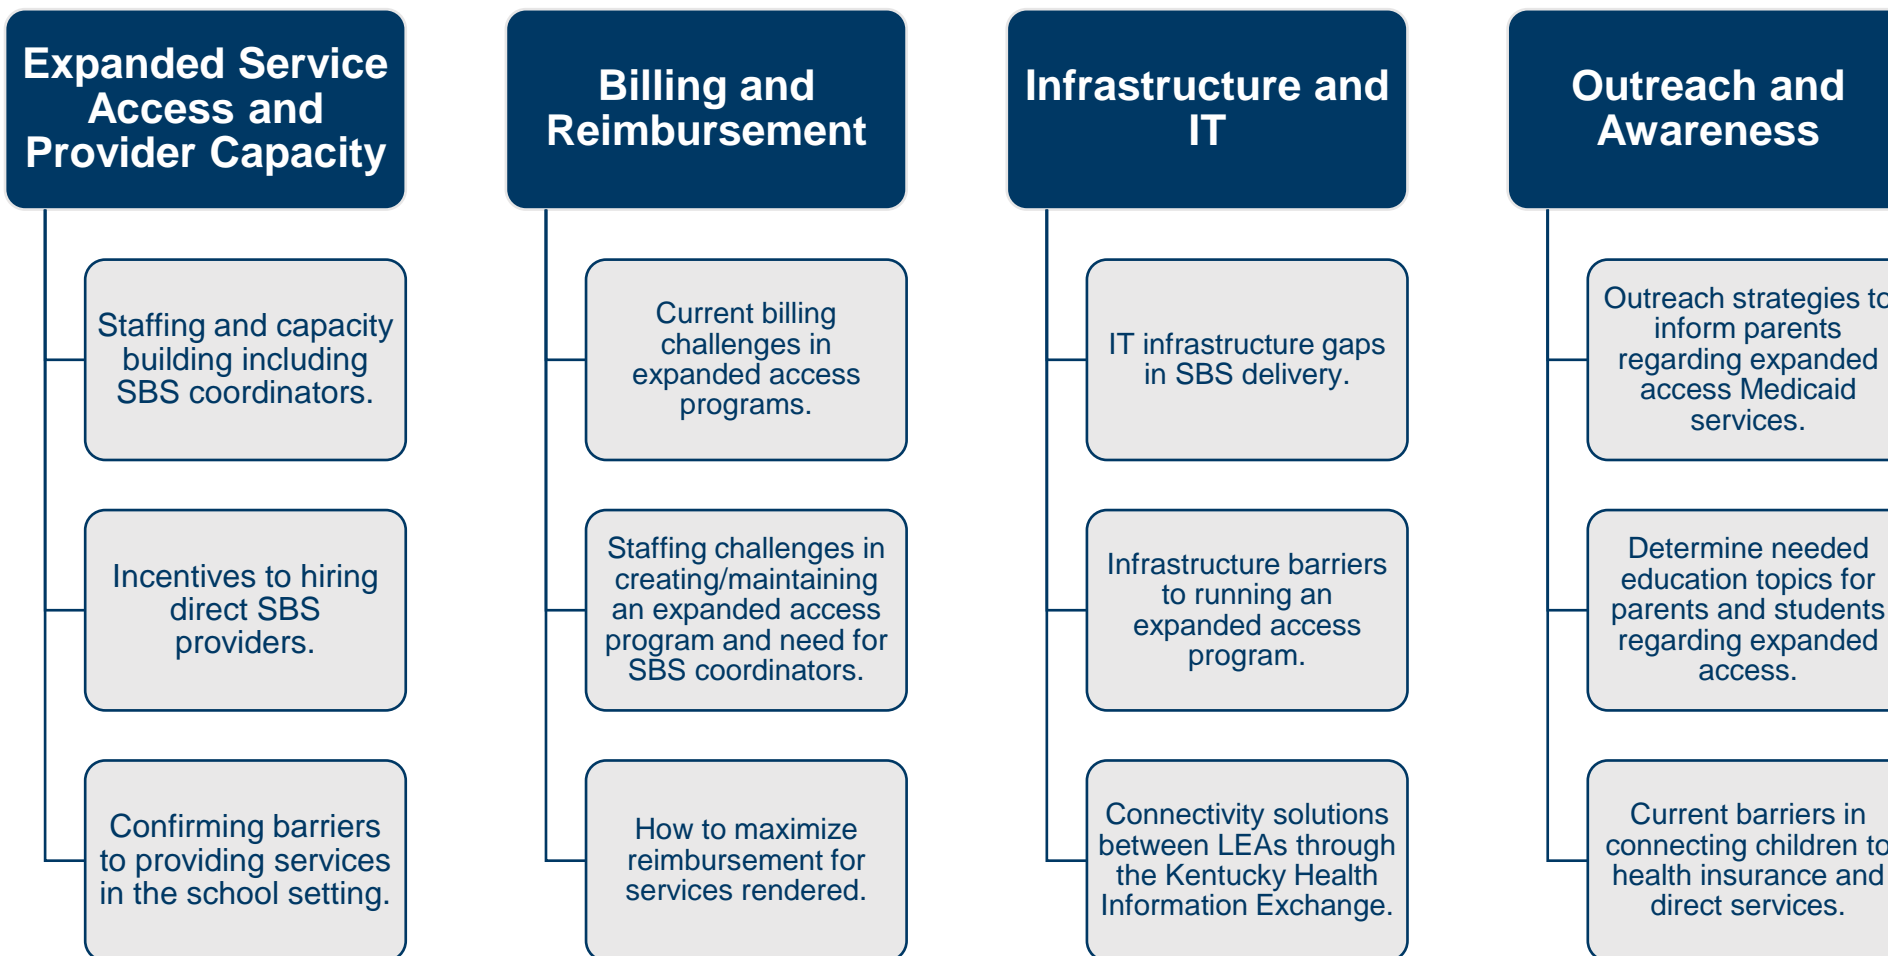 Expanded Service
Access and
Provider Capacity
Staffing and capacity
building including
SBS coordinators.
Incentives to hiring
direct SBS
providers.
Confirming barriers
to providing services
in the school setting.
Billing and
Reimbursement
Current billing
challenges in
expanded access
programs.
Staffing challenges in
creating/maintaining
an expanded access
program and need for
SBS coordinators.
How to maximize
reimbursement for
services rendered.
Infrastructure and
IT
IT infrastructure gaps
in SBS delivery.
Infrastructure barriers
to running an
expanded access
program.
Connectivity solutions
between LEAs through
the Kentucky Health
Information Exchange.
Outreach and
Awareness
Outreach strategies to
inform parents
regarding expanded
access Medicaid
services.
Determine needed
education topics for
parents and students
regarding expanded
access.
Current barriers in
connecting children to
health insurance and
direct services.